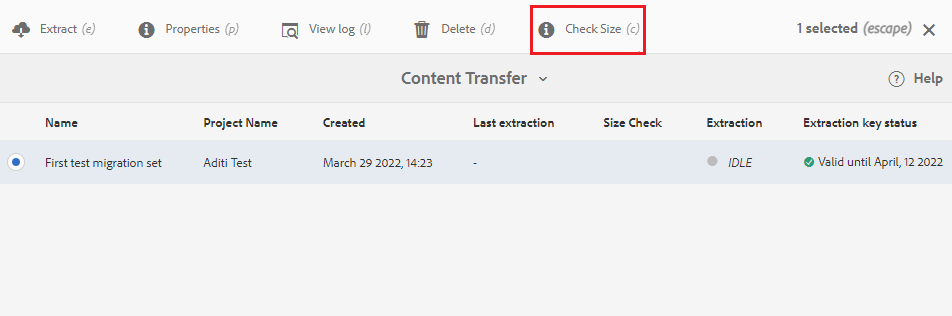 Extract (e) Properties (p) View log (l) Delete (d) Check Size (c) 1 selected (escape)
Content Transfer Help
Name Project Name Created Last extraction Size Check Extraction Extraction key status
First test migration set Aditi Test March 29 2022, 14:23 - IDLE Valid until April, 12 2022